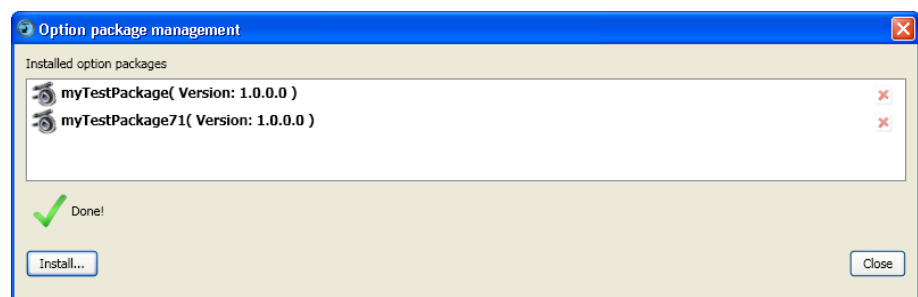 Option package management
Installed option packages
myTestPackage( Version: 1.0.0.0 )
myTestPackage71( Version: 1.0.0.0 )
Done!
Install... Close